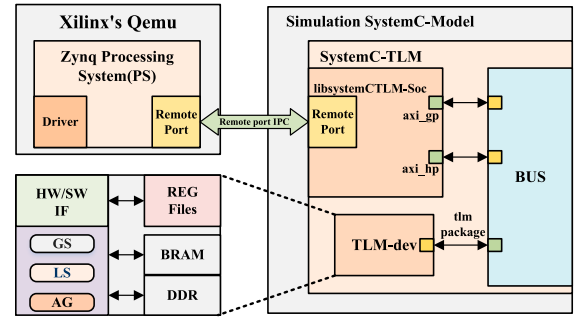 Xilinx's Qemu
Zynq Processing
System(PS)
Driver
Remote
Port
Remote port IPC
Simulation SystemC-Model
SystemC-TLM
libsystemCTLM-Soc
Remote
Port
axi_gp
axi_hp
BUS
TLM-dev
tlm
package
HW/SW
IF
REG
Files
GS
LS
AG
BRAM
DDR